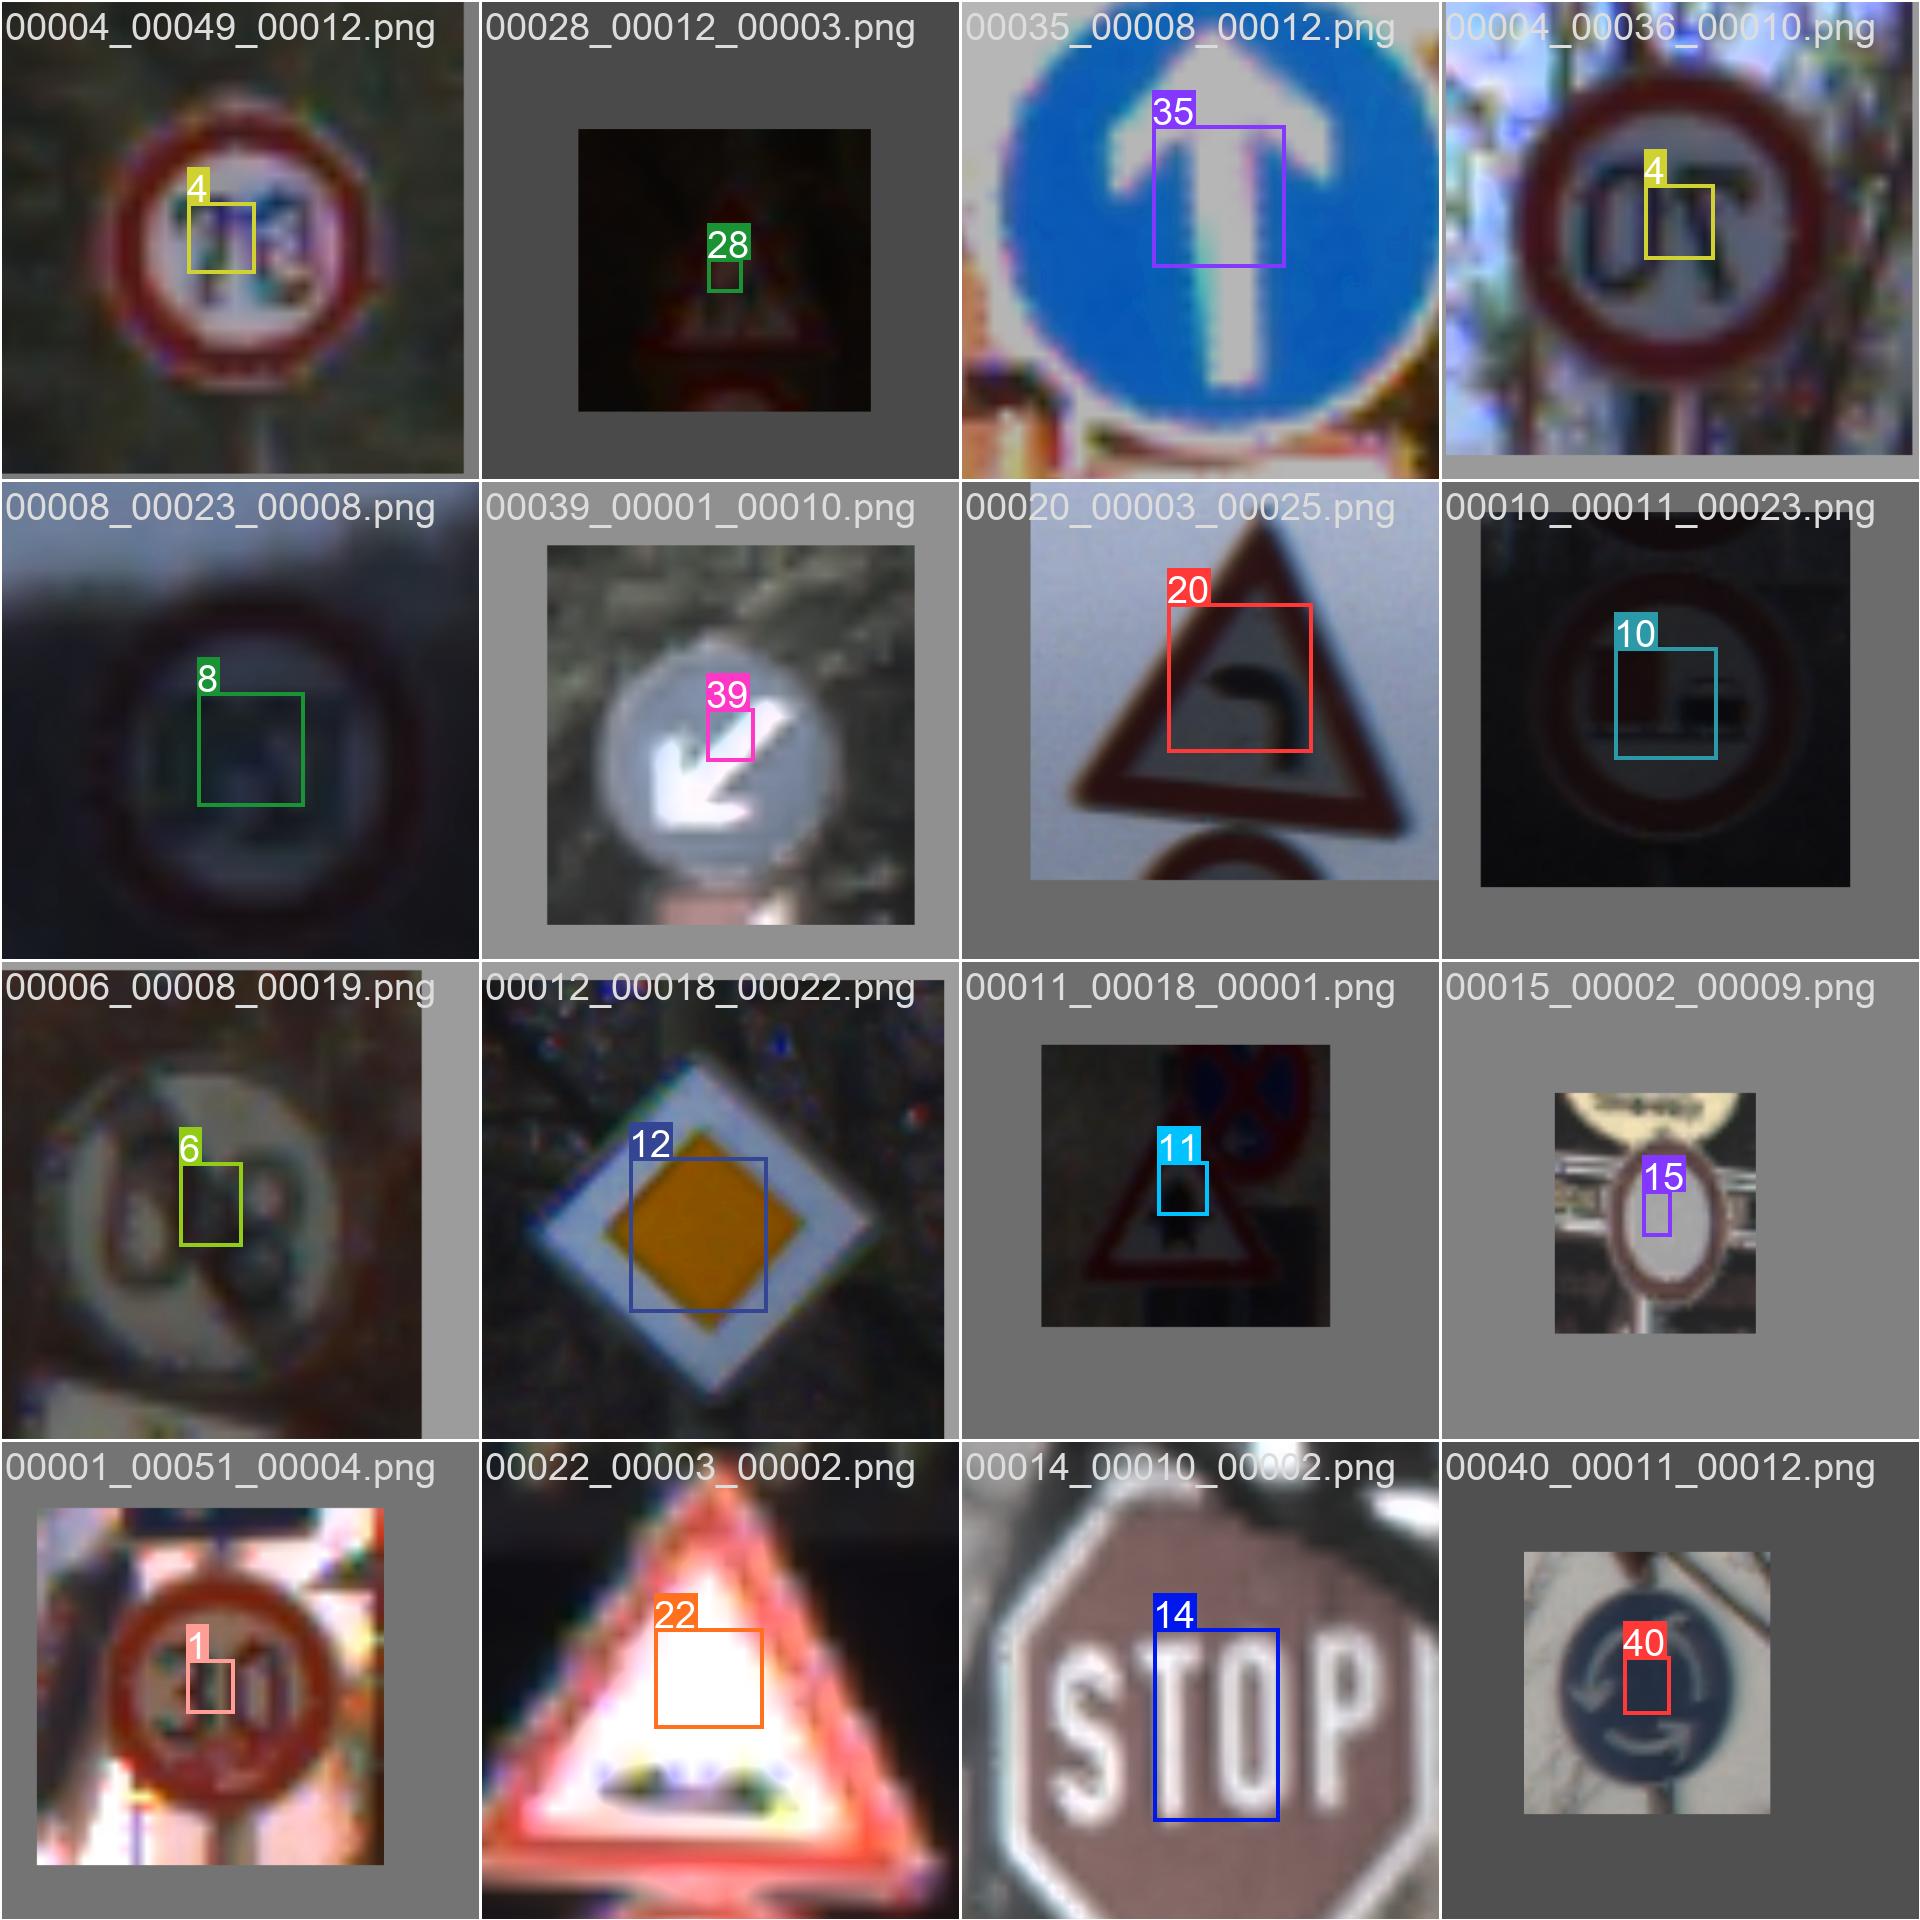 00004_00049_00012.png
4
00028_00012_00003.png
28
00035_00008_00012.png
35
00004_00036_00010.png
4
70
00008_00023_00008.png
8
00039_00001_00010.png
39
00020_00003_00025.png
20
00010_00011_00023.png
10
00006_00008_00019.png
6
00012_00018_00022.png
12
00011_00018_00001.png
11
00015_00002_00009.png
15
00001_00051_00004.png
1
30
00022_00003_00002.png
22
00014_00010_00002.png
14
STOP
00040_00011_00012.png
40